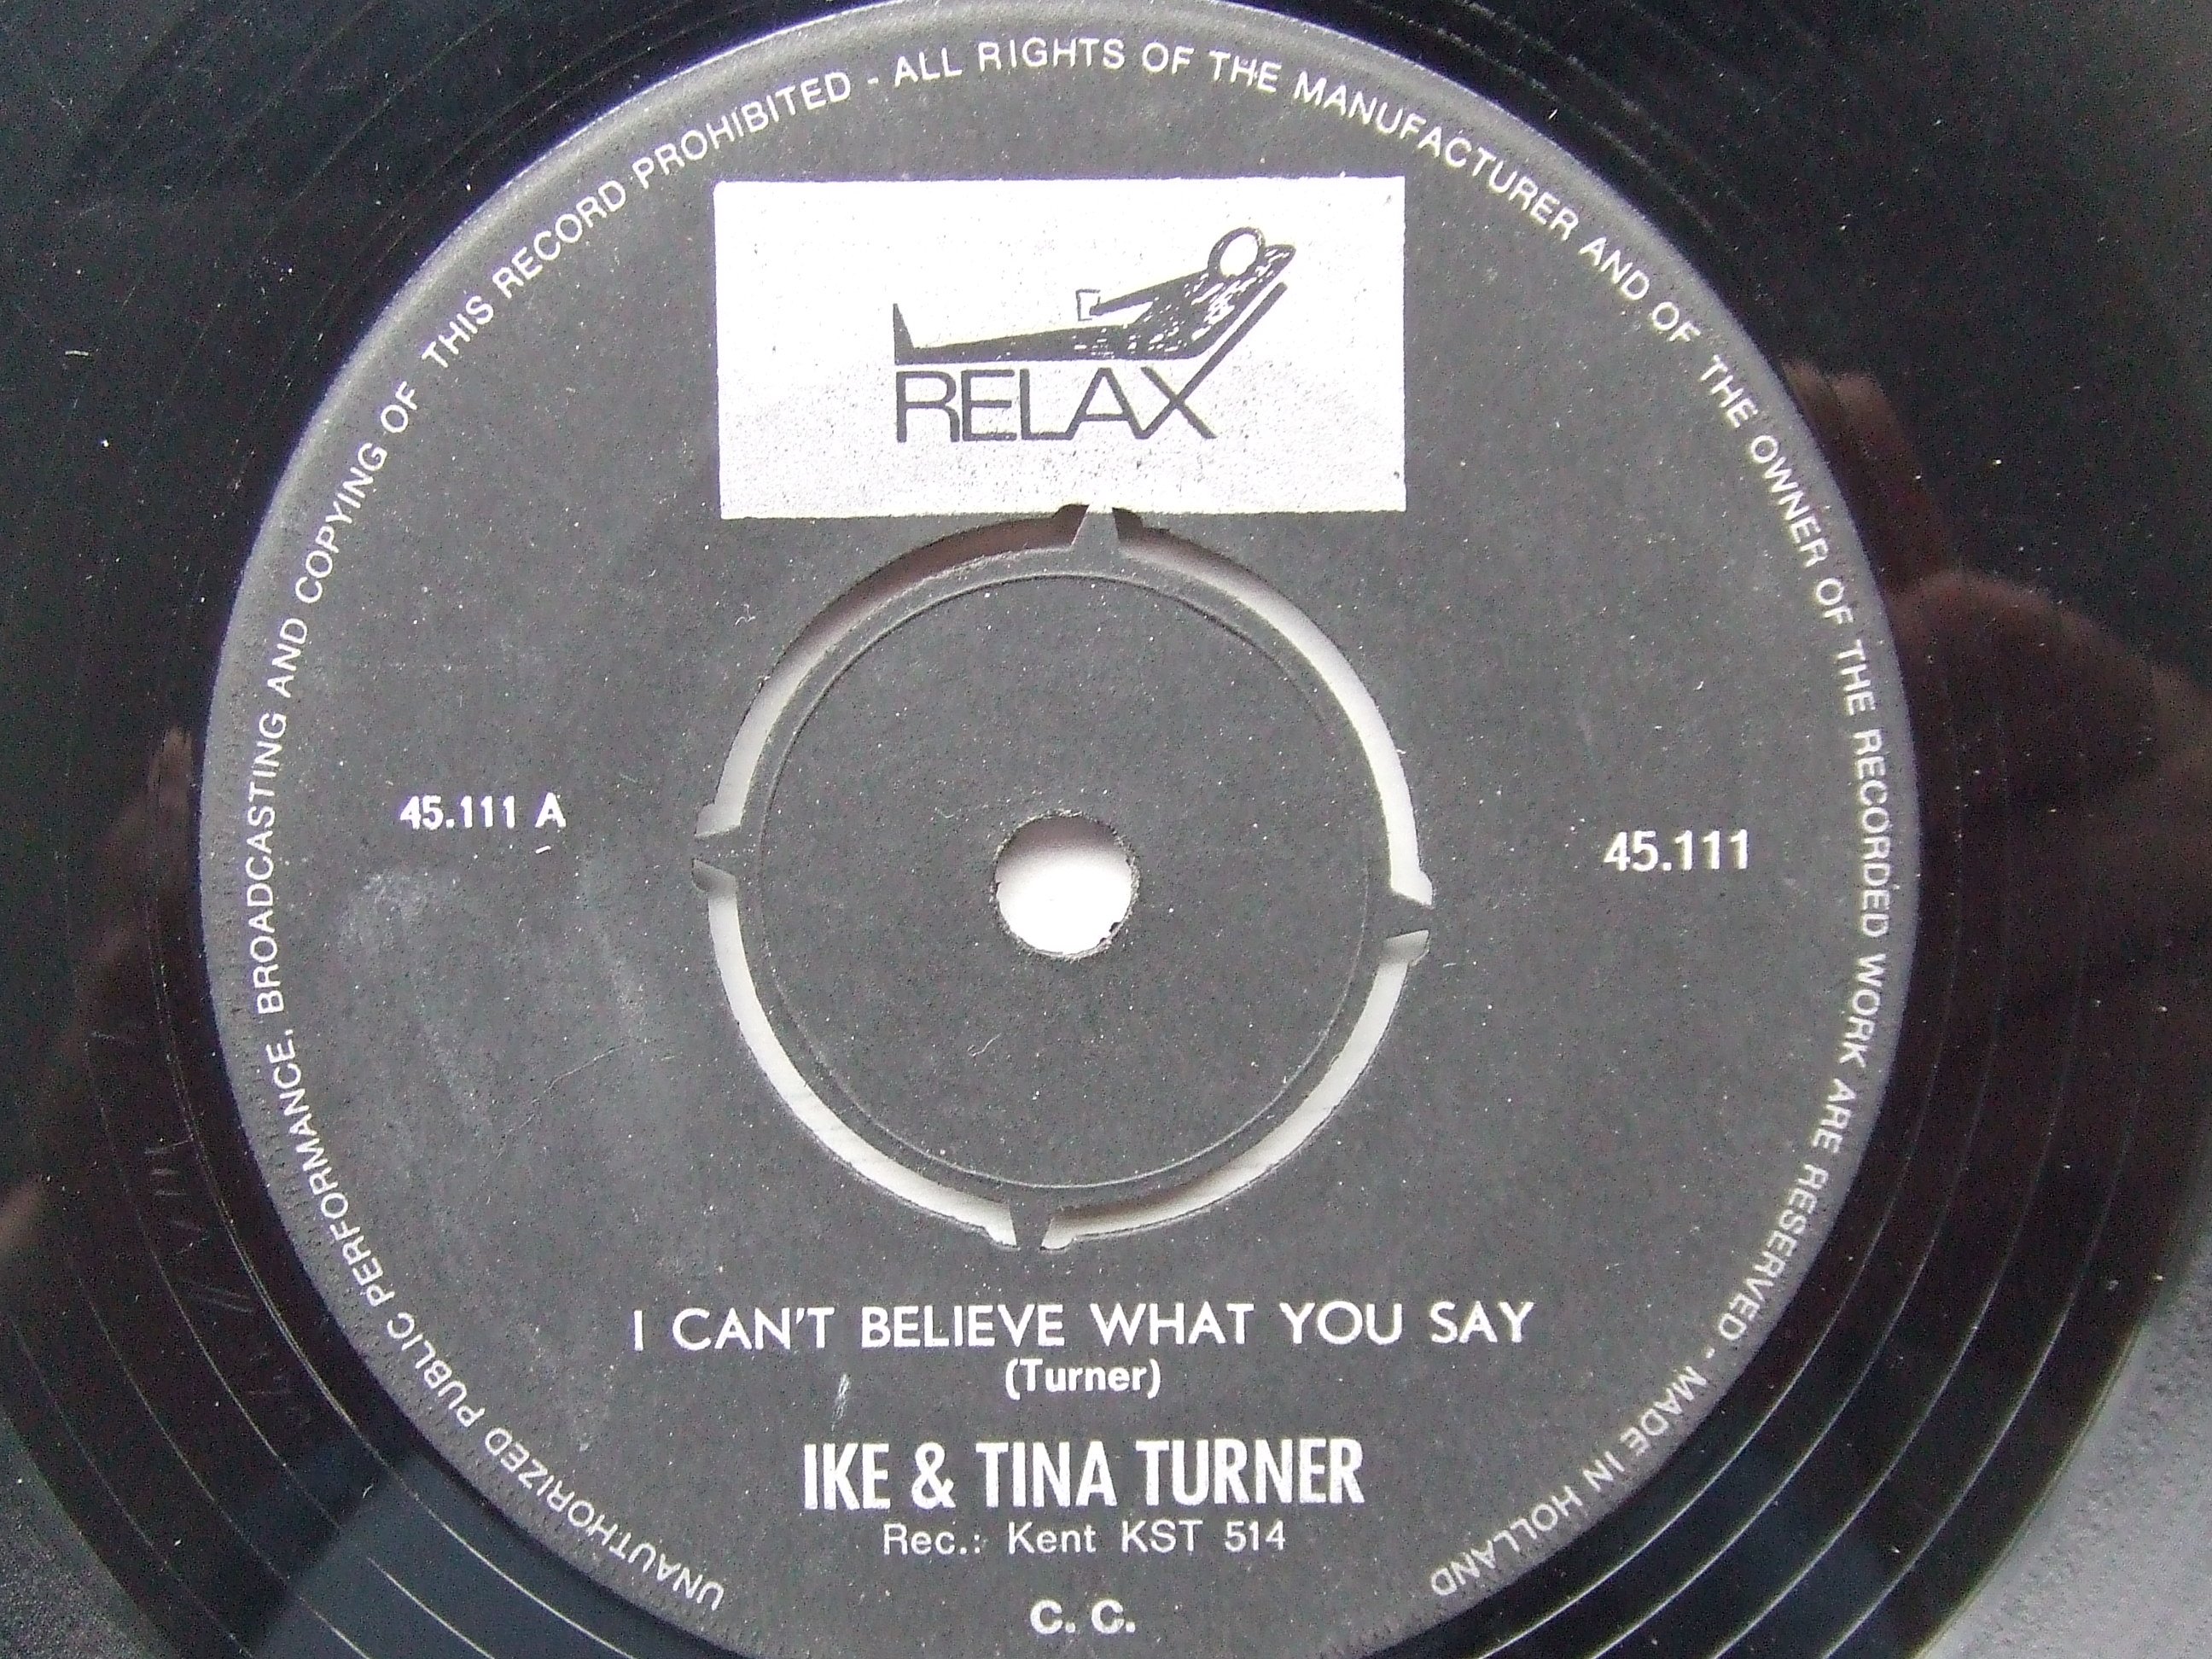 UNAUTHORIZED PUBLIC PERFORMANCE. BROADCASTING AND COPYING OF THIS RECORD PROHIBITED - ALL RIGHTS OF THE MANUFACTURER AND OF THE OWNER OF THE RECORDED WORK ARE RESERVED - MADE IN HOLLAND
RELAX
45.111 A
45.111
I CAN'T BELIEVE WHAT YOU SAY
(Turner)
IKE & TINA TURNER
Rec.: Kent KST 514
C. C.